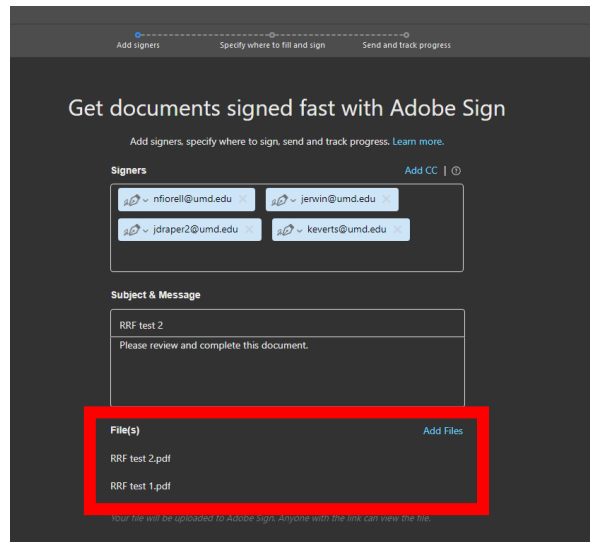 Add signers Specify where to fill and sign Send and track progress
Get documents signed fast with Adobe Sign
Add signers, specify where to sign, send and track progress. Learn more.
Signers Add CC |
nfiorell@umd.edu jerwin@umd.edu
jdraper2@umd.edu keverts@umd.edu
Subject & Message
RRF test 2
Please review and complete this document.
File(s) Add Files
RRF test 2.pdf
RRF test 1.pdf
Your file will be uploaded to Adobe Sign. Anyone with the link can view the file.